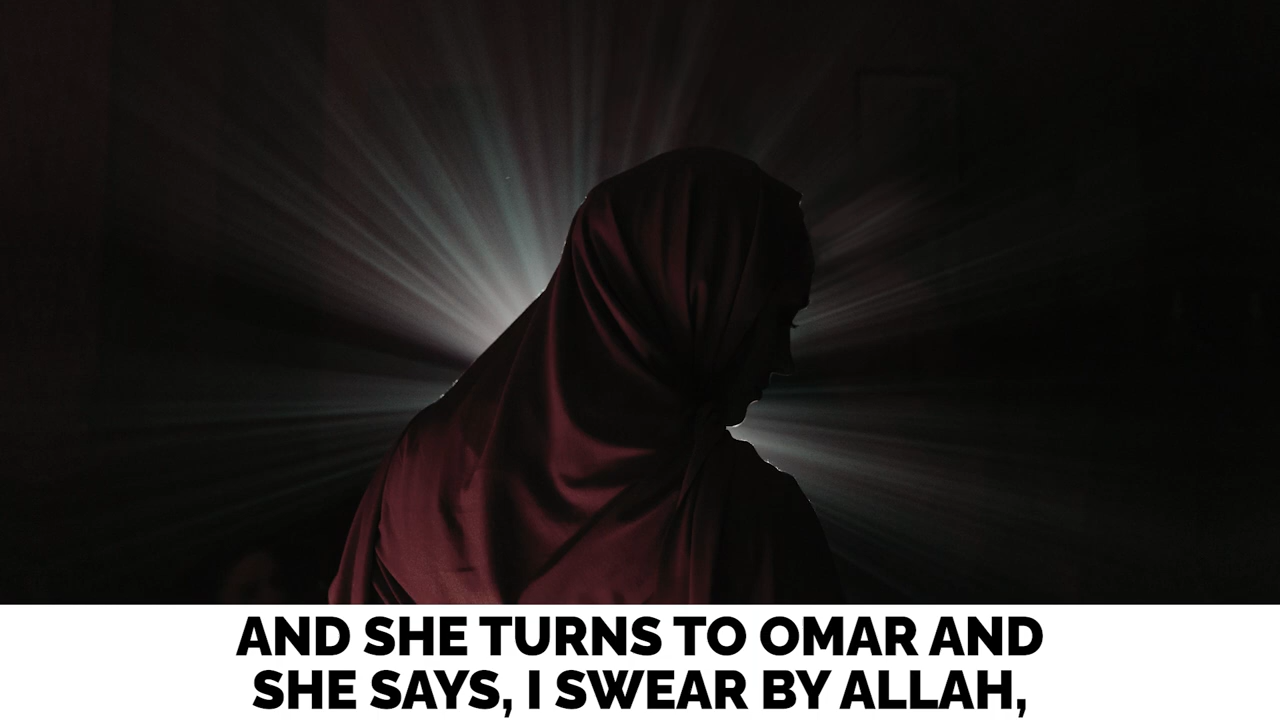 AND SHE TURNS TO OMAR AND
SHE SAYS, I SWEAR BY ALLAH,